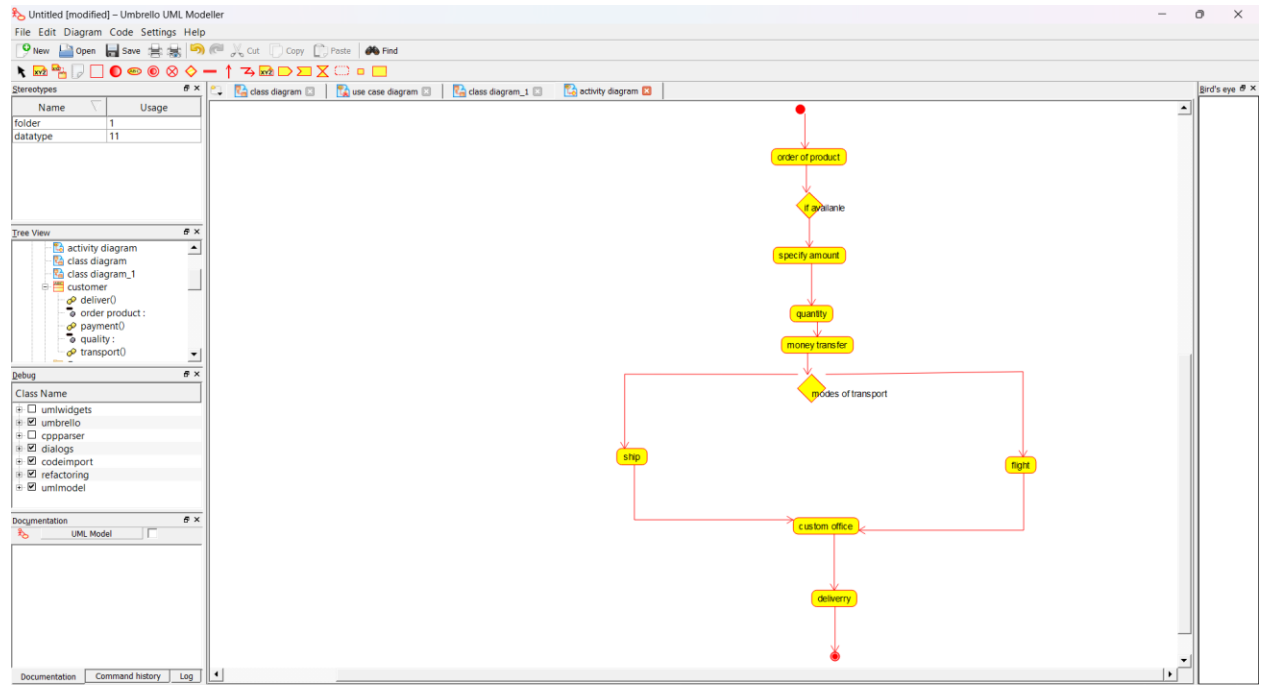 Untitled [modified] – Umbrello UML Modeller
File Edit Diagram Code Settings Help
New Open Save Cut Copy Paste Find
Stereotypes
Name Usage
folder 1
datatype 11
Tree View
activity diagram
class diagram
class diagram_1
customer
deliver()
order product :
payment()
quality :
transport()
Debug
Class Name
umlwidgets
umbrello
cppparser
dialogs
codeimport
refactoring
umlmodel
Documentation
UML Model
Documentation Command history Log
class diagram use case diagram class diagram_1 activity diagram
order of product
if availanle
specify amount
quantity
money transfer
modes of transport
ship
flight
custom office
deliverry
Bird's eye